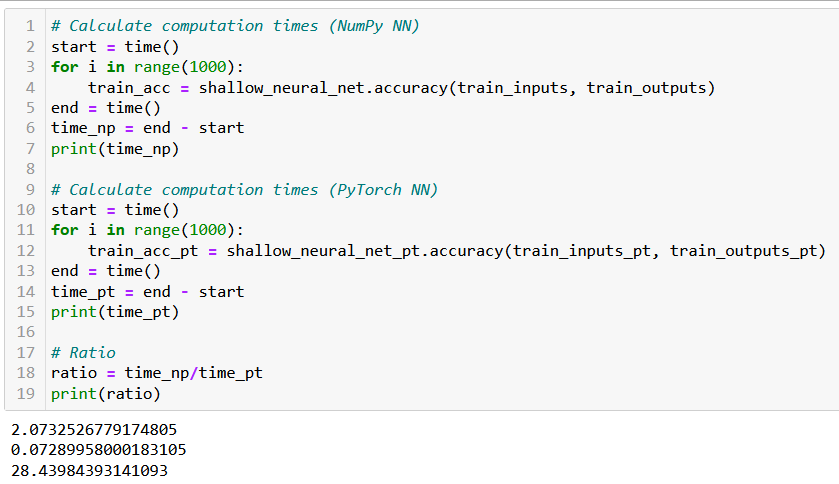 1 # Calculate computation times (NumPy NN)
2 start = time()
3 for i in range(1000):
4     train_acc = shallow_neural_net.accuracy(train_inputs, train_outputs)
5 end = time()
6 time_np = end - start
7 print(time_np)
8
9 # Calculate computation times (PyTorch NN)
10 start = time()
11 for i in range(1000):
12     train_acc_pt = shallow_neural_net_pt.accuracy(train_inputs_pt, train_outputs_pt)
13 end = time()
14 time_pt = end - start
15 print(time_pt)
16
17 # Ratio
18 ratio = time_np/time_pt
19 print(ratio)
2.0732526779174805
0.07289958000183105
28.43984393141093